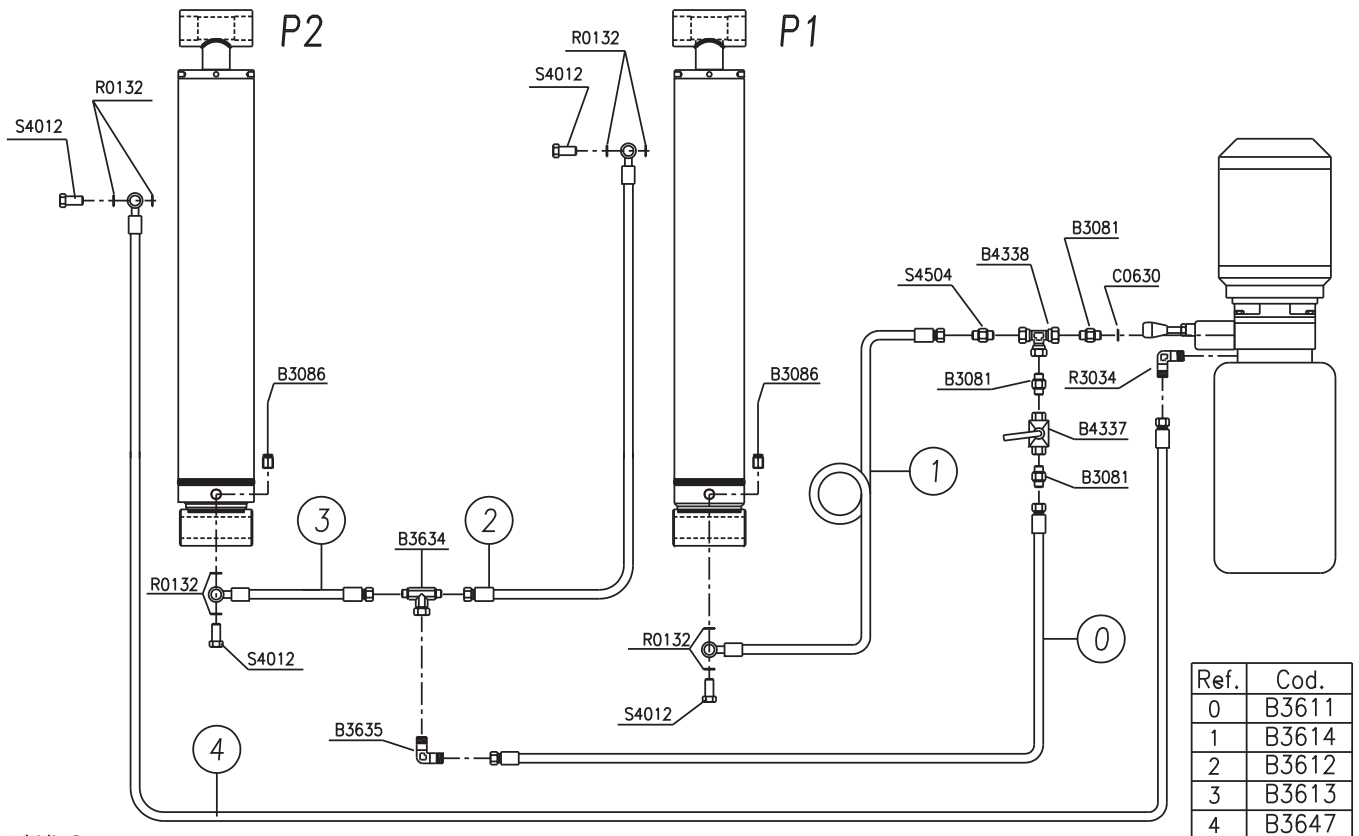 P2
P1
R0132
S4012
R0132
S4012
B3081
B4338
S4504
C0630
B3086
B3086
B3081
R3034
B4337
1
B3081
3
2
B3634
R0132
R0132
0
S4012
S4012
B3635
4
Ref. Cod.
0 B3611
1 B3614
2 B3612
3 B3613
4 B3647